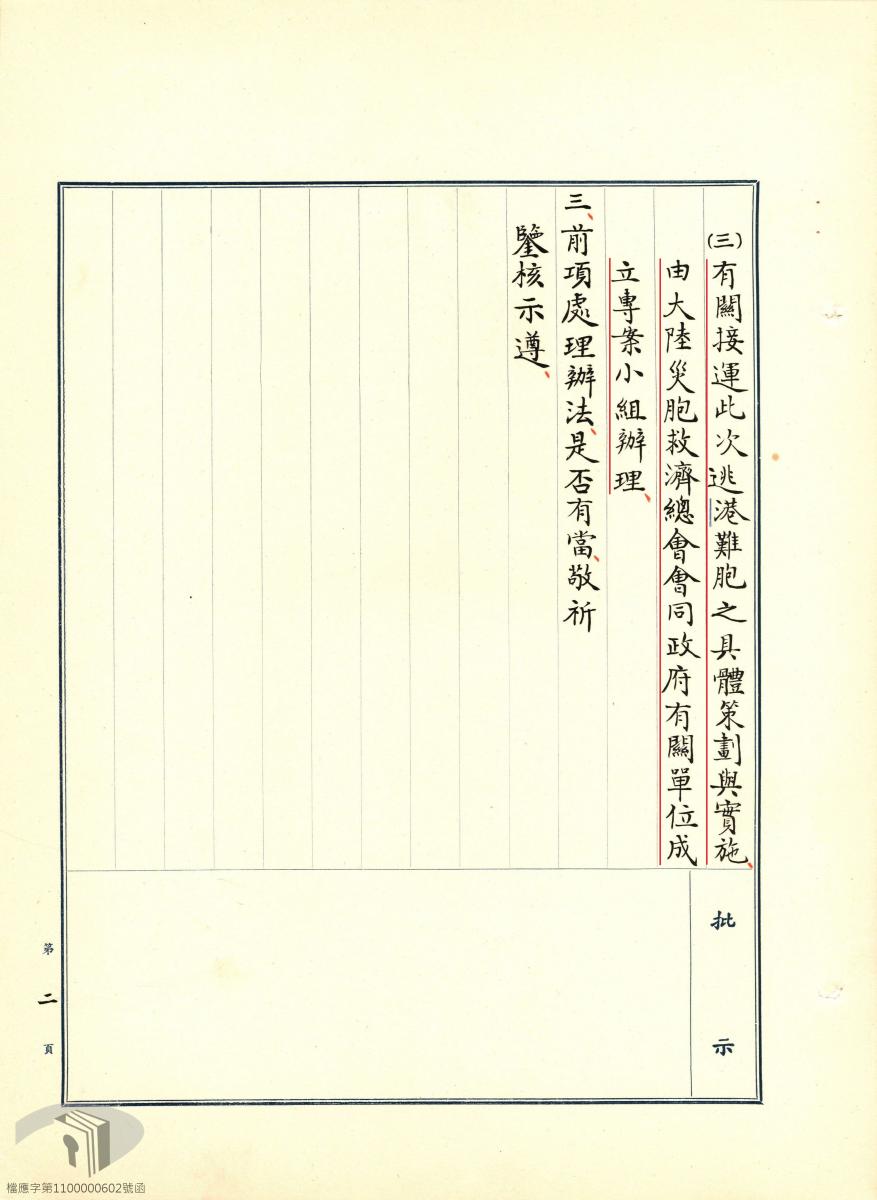 ㈢有關接運此次逃港難胞之具體策劃與實施、
由大陸災胞救濟總會會同政府有關單位成
立專案小組辦理、
三、前項處理辦法、是否有當、敬祈
鑒核示遵、
批示
第二頁
檔應字第1100000602號函